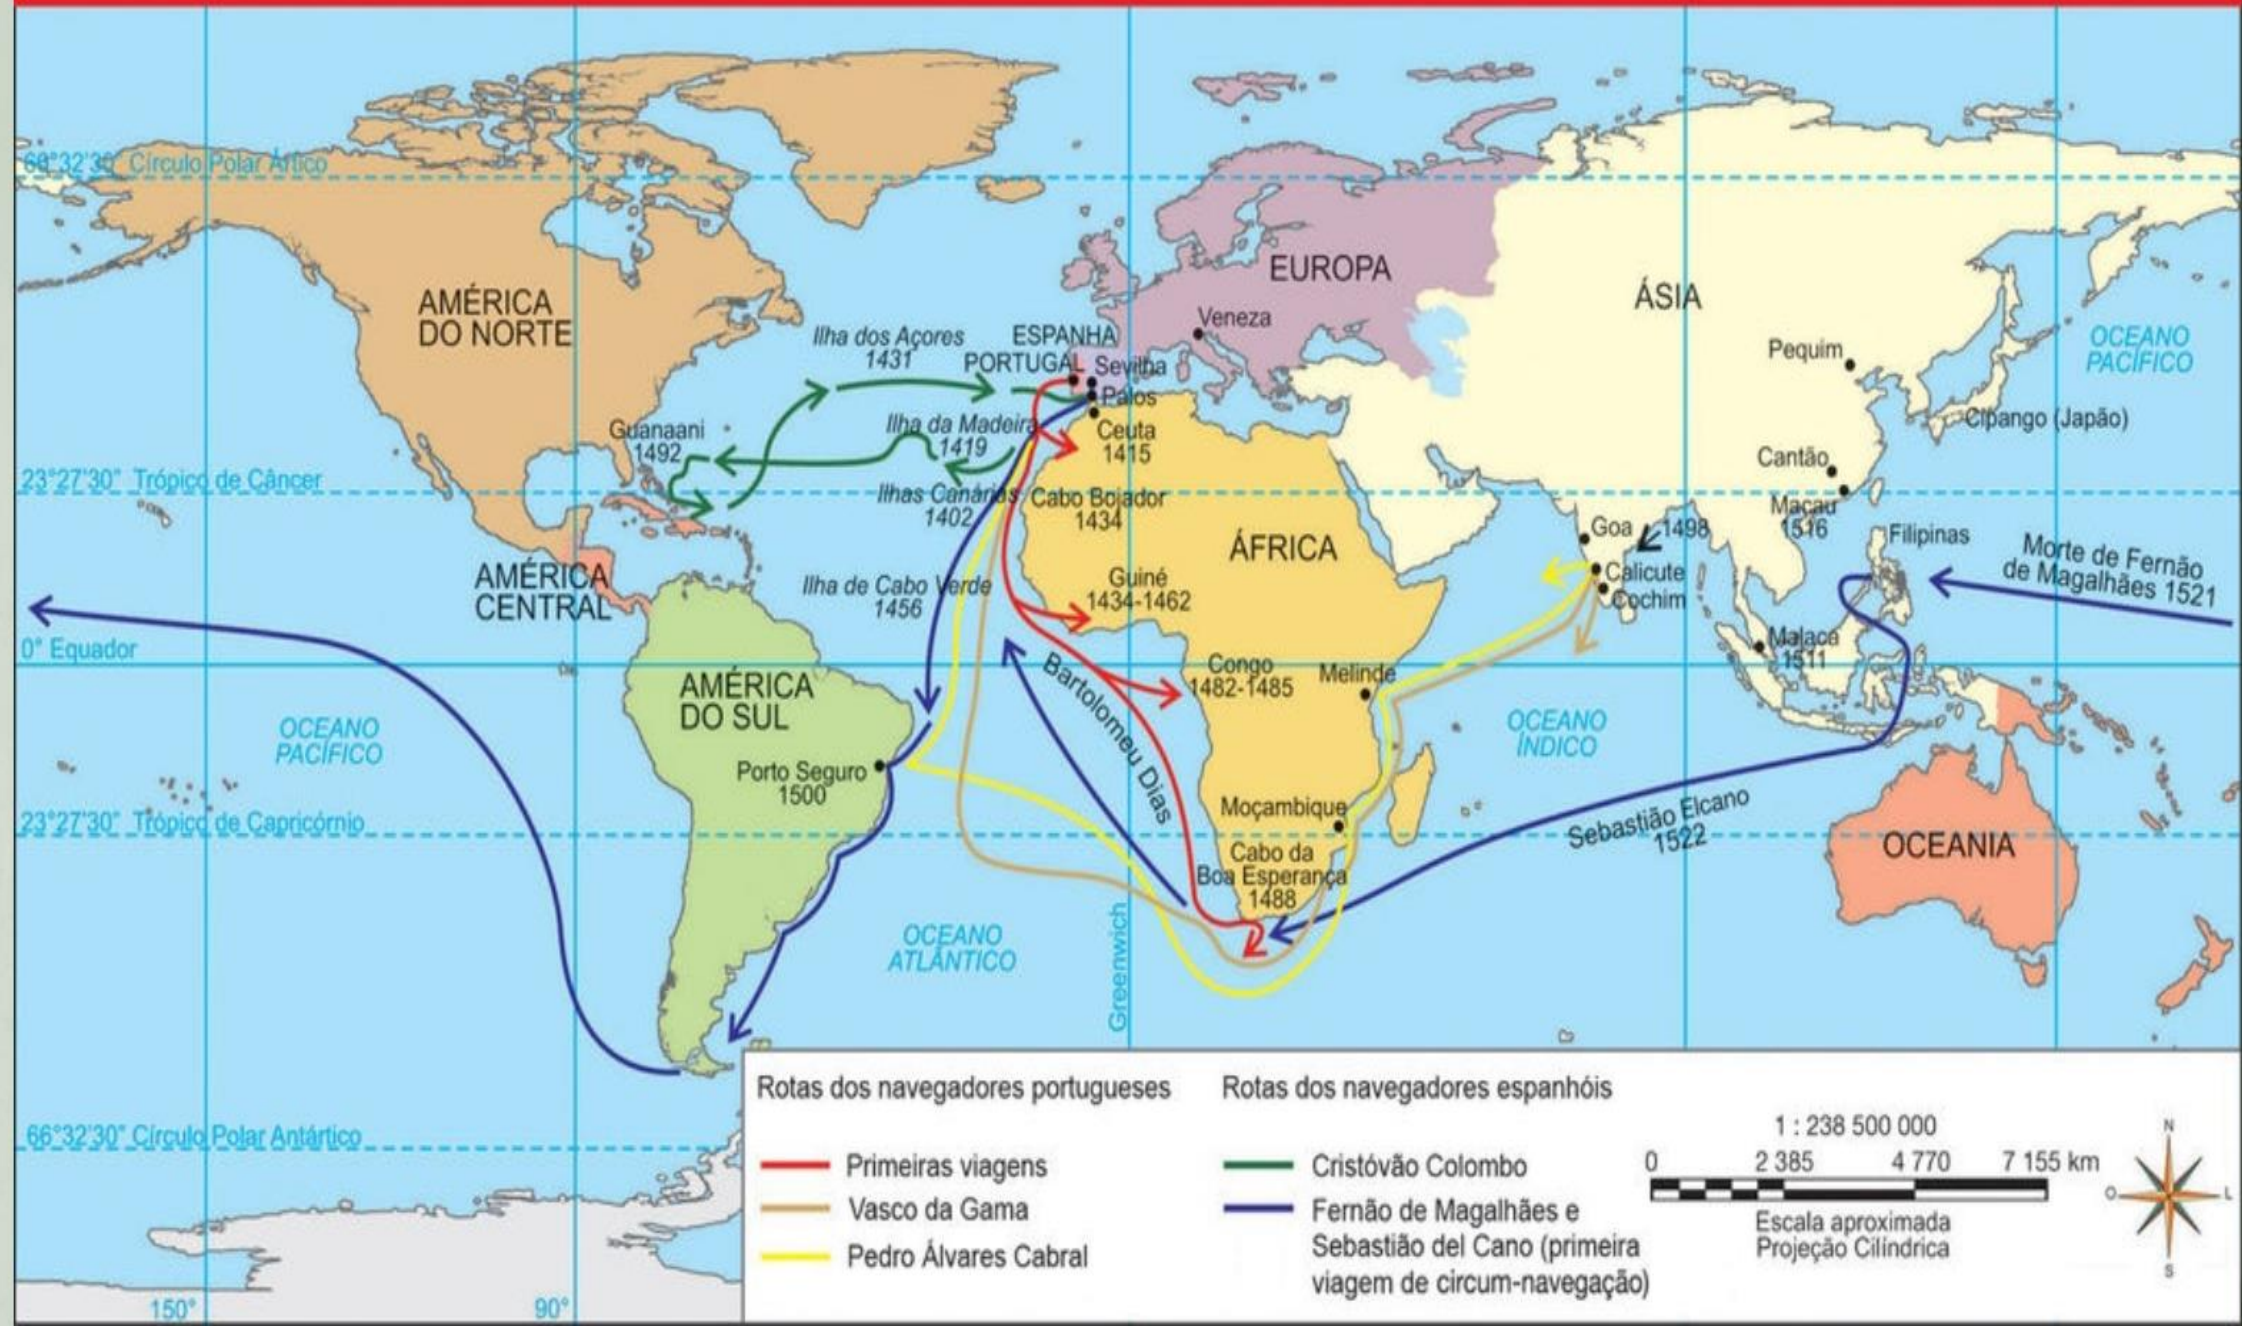 66°32'30" Círculo Polar Ártico
AMÉRICA
DO NORTE
EUROPA
ÁSIA
Veneza
Ilha dos Açores
1431
ESPANHA
PORTUGAL
Sevilha
Palos
Pequim
OCEANO
PACÍFICO
Guanaani
1492
Ilha da Madeira
1419
Ceuta
1415
Cipango (Japão)
Cantão
23°27'30" Trópico de Câncer
Ilhas Canárias
1402
Cabo Bojador
1434
Macau
1516
Goa
1498
Filipinas
ÁFRICA
AMÉRICA
CENTRAL
Ilha de Cabo Verde
1456
Guiné
1434-1462
Calicute
Cochim
Morte de Fernão
de Magalhães 1521
0° Equador
Malaca
1511
AMÉRICA
DO SUL
Bartolomeu Dias
Congo
1482-1485
Melinde
OCEANO
PACÍFICO
OCEANO
ÍNDICO
Porto Seguro
1500
Moçambique
23°27'30" Trópico de Capricórnio
Sebastião Elcano
1522
OCEANIA
Cabo da
Boa Esperança
1488
OCEANO
ATLÂNTICO
Greenwich
66°32'30" Círculo Polar Antártico
150°
90°
Rotas dos navegadores portugueses
Primeiras viagens
Vasco da Gama
Pedro Álvares Cabral
Rotas dos navegadores espanhóis
Cristóvão Colombo
Fernão de Magalhães e
Sebastião del Cano (primeira
viagem de circum-navegação)
1 : 238 500 000
0 2 385 4 770 7 155 km
Escala aproximada
Projeção Cilíndrica
N
O L
S